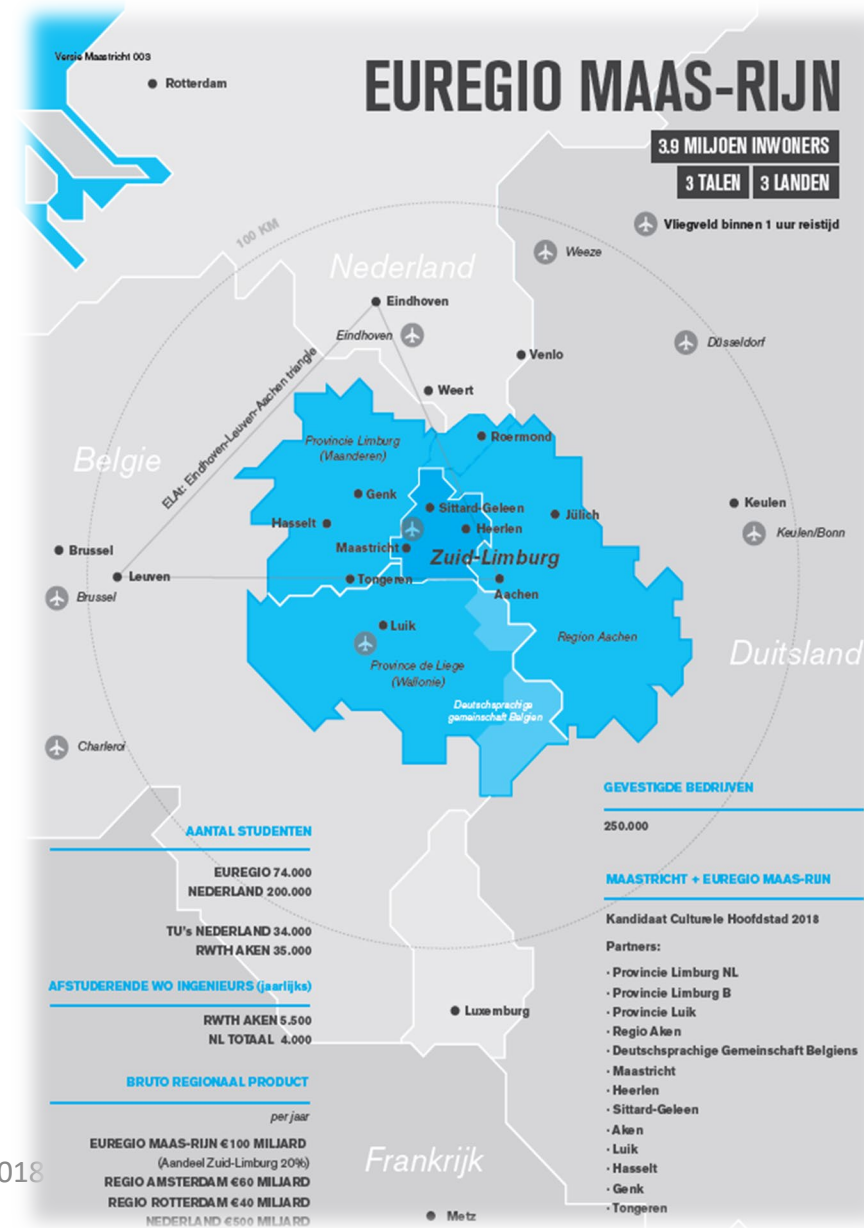 Versie Maastricht 003
Rotterdam
EUREGIO MAAS-RIJN
3.9 MILJOEN INWONERS
3 TALEN 3 LANDEN
Vliegveld binnen 1 uur reistijd
100 KM
Nederland
Weeze
Eindhoven
Eindhoven
Düsseldorf
Venlo
Weert
ELAt: Eindhoven-Leuven-Aachen triangle
Belgie
Provincie Limburg
(Vlaanderen)
Roermond
Genk
Sittard-Geleen
Jülich
Keulen
Hasselt
Heerlen
Keulen/Bonn
Maastricht
Zuid-Limburg
Brussel
Leuven
Tongeren
Aachen
Brussel
Luik
Region Aachen
Duitsland
Province de Liege
(Wallonie)
Deutschsprachige
gemeinschaft Belgien
Charleroi
AANTAL STUDENTEN
EUREGIO 74.000
NEDERLAND 200.000
TU's NEDERLAND 34.000
RWTH AKEN 35.000
AFSTUDERENDE WO INGENIEURS (jaarlijks)
RWTH AKEN 5.500
NL TOTAAL 4.000
BRUTO REGIONAAL PRODUCT
per jaar
EUREGIO MAAS-RIJN €100 MILJARD
(Aandeel Zuid-Limburg 20%)
REGIO AMSTERDAM €60 MILJARD
REGIO ROTTERDAM €40 MILJARD
NEDERLAND €500 MILJARD
018
Luxemburg
Frankrijk
Metz
GEVESTIGDE BEDRIJVEN
250.000
MAASTRICHT + EUREGIO MAAS-RIJN
Kandidaat Culturele Hoofdstad 2018
Partners:
· Provincie Limburg NL
· Provincie Limburg B
· Provincie Luik
· Regio Aken
· Deutschsprachige Gemeinschaft Belgiens
· Maastricht
· Heerlen
· Sittard-Geleen
· Aken
· Luik
· Hasselt
· Genk
· Tongeren